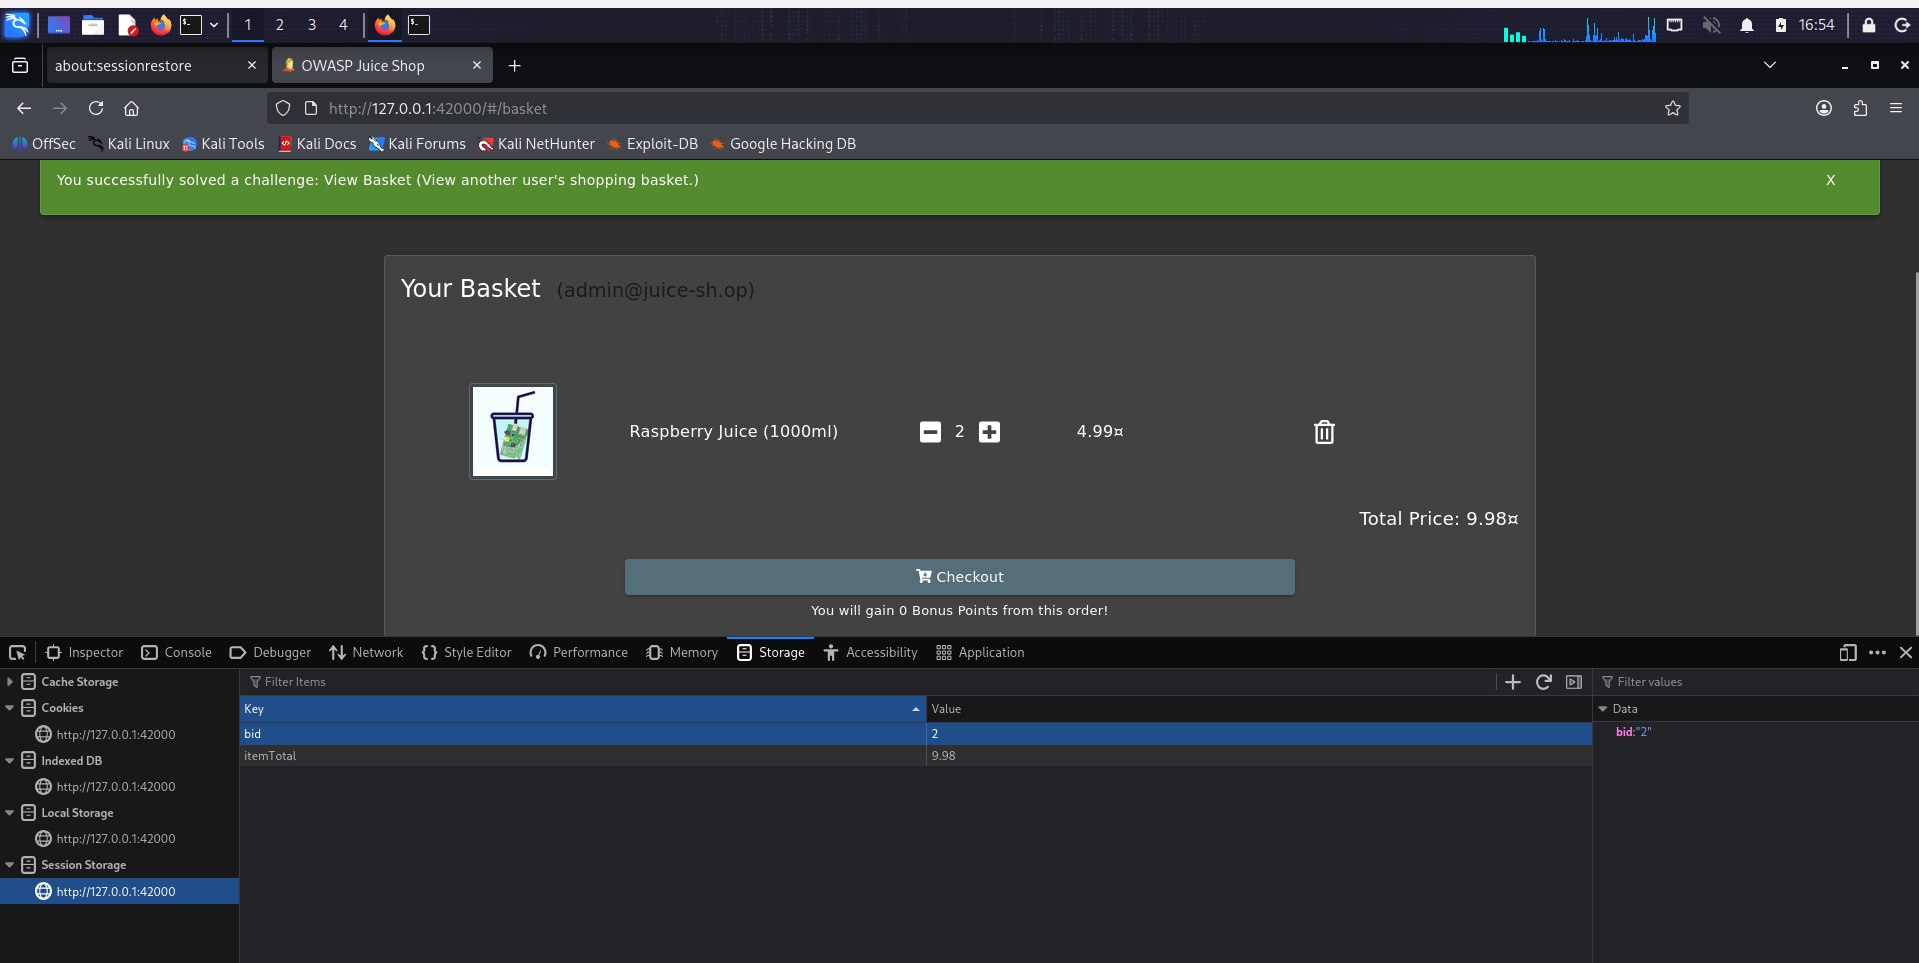 1 2 3 4 16:54
about:sessionrestore OWASP Juice Shop
http://127.0.0.1:42000/#/basket
OffSec Kali Linux Kali Tools Kali Docs Kali Forums Kali NetHunter Exploit-DB Google Hacking DB
You successfully solved a challenge: View Basket (View another user's shopping basket.) X
Your Basket (admin@juice-sh.op)
Raspberry Juice (1000ml) 2 4.99¤
Total Price: 9.98¤
Checkout
You will gain 0 Bonus Points from this order!
Inspector Console Debugger Network Style Editor Performance Memory Storage Accessibility Application
Cache Storage
Cookies
http://127.0.0.1:42000
Indexed DB
http://127.0.0.1:42000
Local Storage
http://127.0.0.1:42000
Session Storage
http://127.0.0.1:42000
Filter Items
Key Value
bid 2
itemTotal 9.98
Filter values
Data
bid:"2"